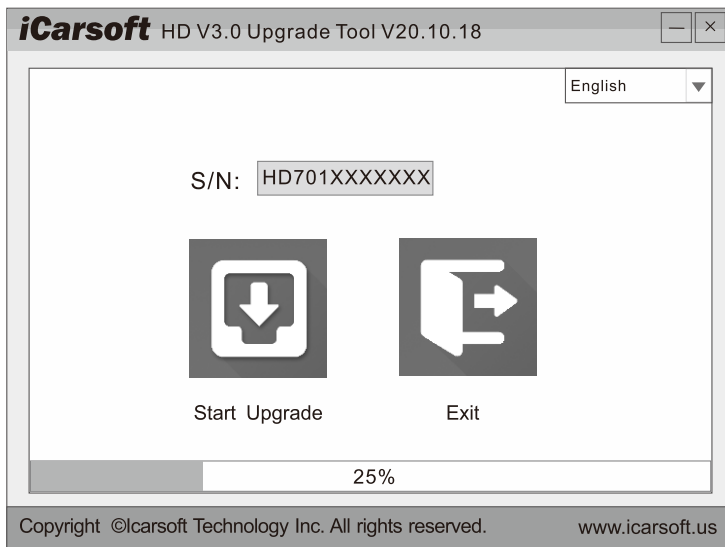 iCarsoft HD V3.0 Upgrade Tool V20.10.18
English
S/N: HD701XXXXXXX
Start Upgrade
Exit
25%
Copyright ©Icarsoft Technology Inc. All rights reserved. www.icarsoft.us